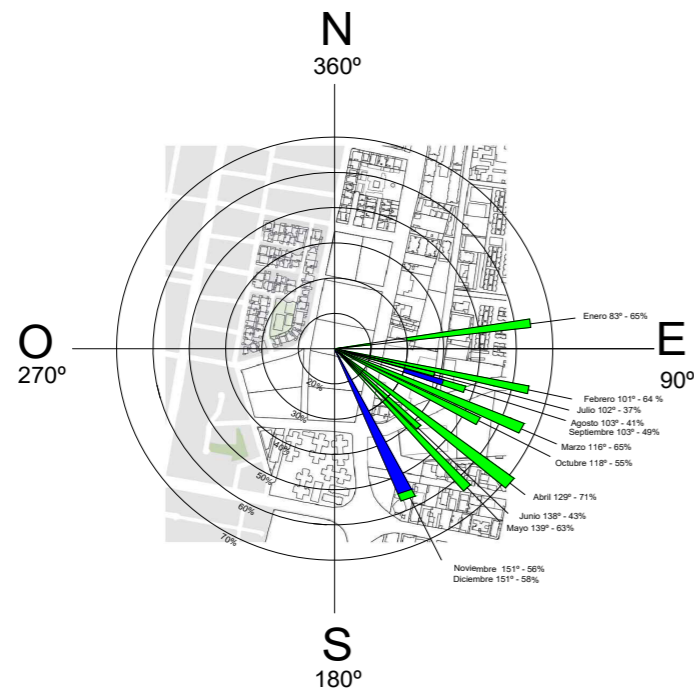 N
360º
Enero 83º - 65%
O
270º
E
90º
20%
30%
40%
50%
60%
70%
Febrero 101º - 64 %
Julio 102º - 37%
Agosto 103º - 41%
Septiembre 103º - 49%
Marzo 116º - 65%
Octubre 118º - 55%
Abril 129º - 71%
Junio 138º - 43%
Mayo 139º - 63%
Noviembre 151º - 56%
Diciembre 151º - 58%
S
180º